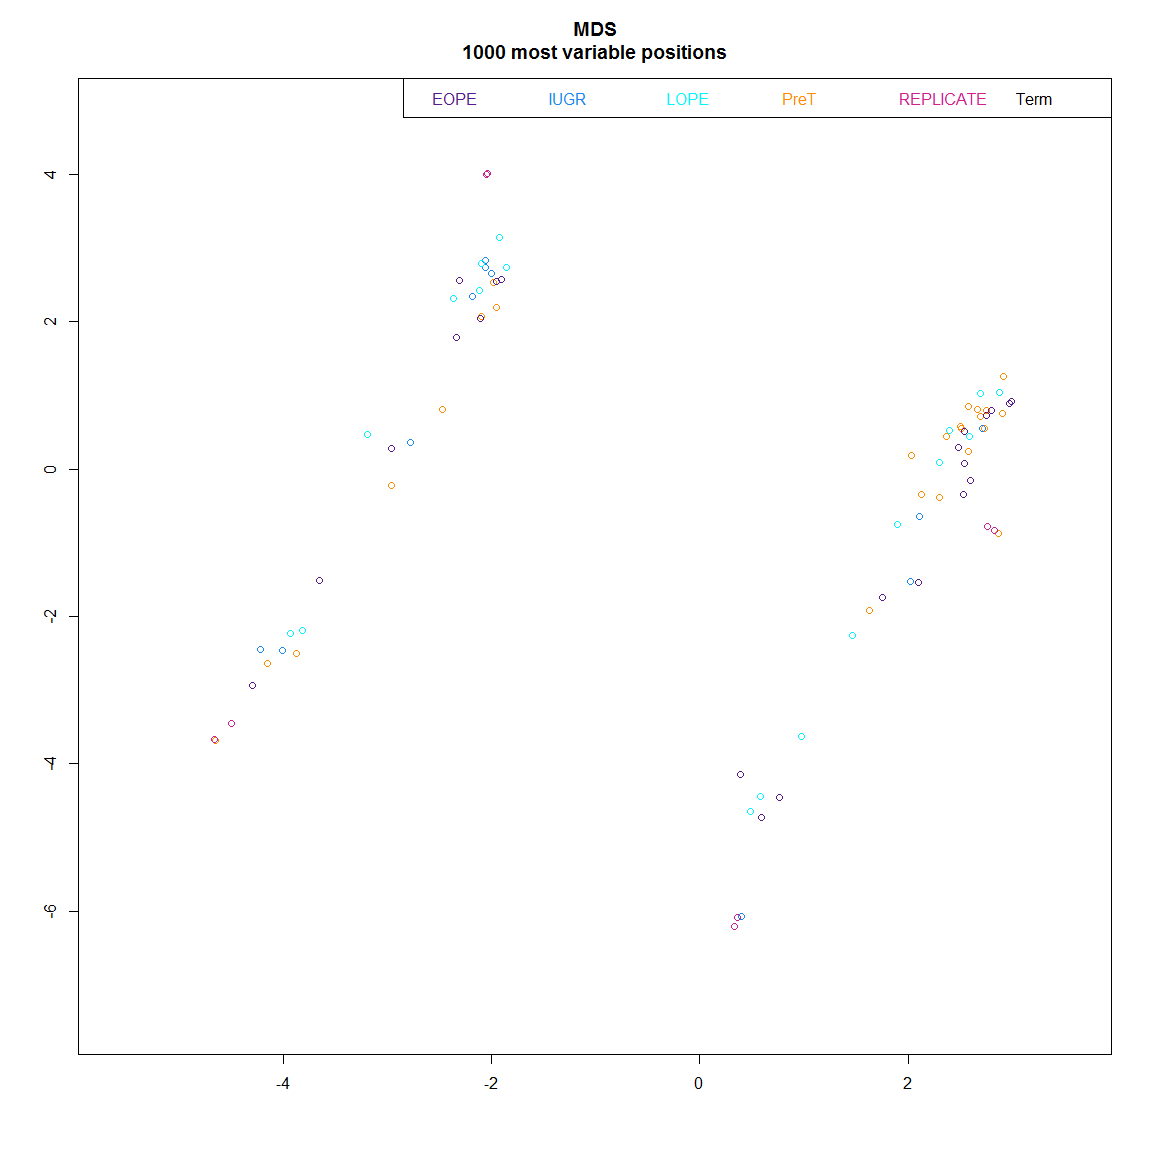 MDS
1000 most variable positions
EOPE IUGR LOPE PreT REPLICATE Term
4
2
0
-2
-4
-6
-4 -2 0 2